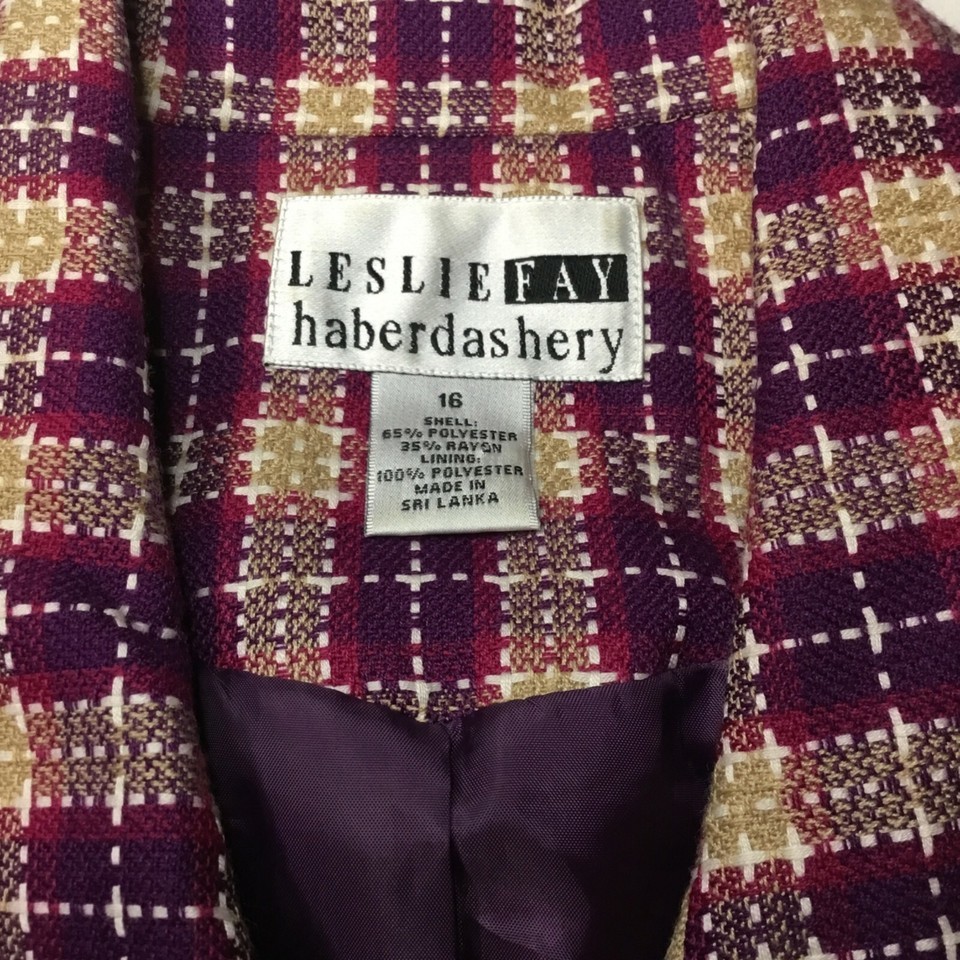 LESLIE FAY
haberdashery
16
SHELL:
65% POLYESTER
35% RAYON
LINING:
100% POLYESTER
MADE IN
SRI LANKA